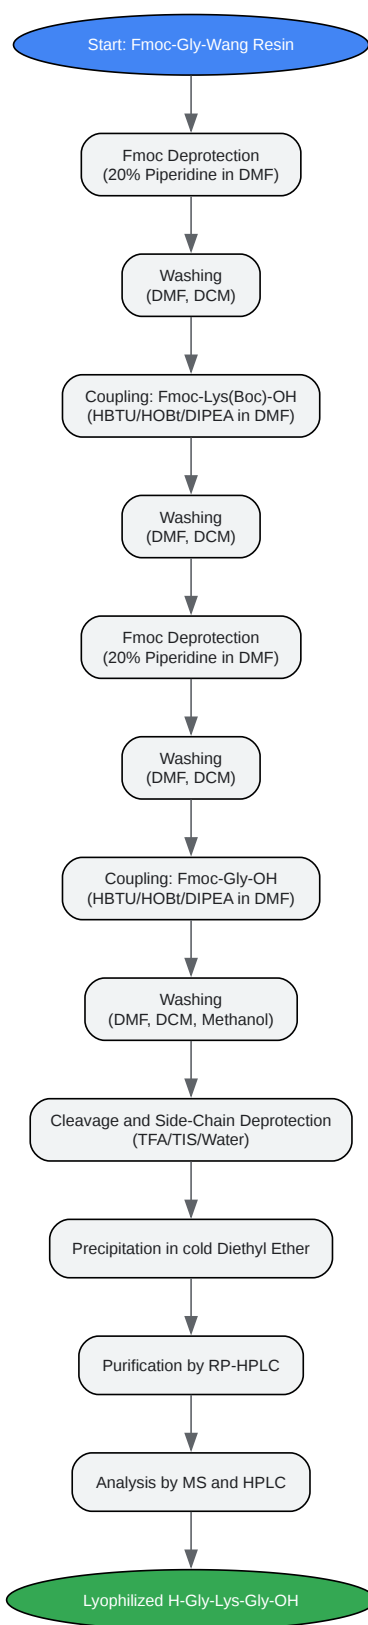 Start: Fmoc-Gly-Wang Resin
Fmoc Deprotection
(20% Piperidine in DMF)
Washing
(DMF, DCM)
Coupling: Fmoc-Lys(Boc)-OH
(HBTU/HOBt/DIPEA in DMF)
Washing
(DMF, DCM)
Fmoc Deprotection
(20% Piperidine in DMF)
Washing
(DMF, DCM)
Coupling: Fmoc-Gly-OH
(HBTU/HOBt/DIPEA in DMF)
Washing
(DMF, DCM, Methanol)
Cleavage and Side-Chain Deprotection
(TFA/TIS/Water)
Precipitation in cold Diethyl Ether
Purification by RP-HPLC
Analysis by MS and HPLC
Lyophilized H-Gly-Lys-Gly-OH